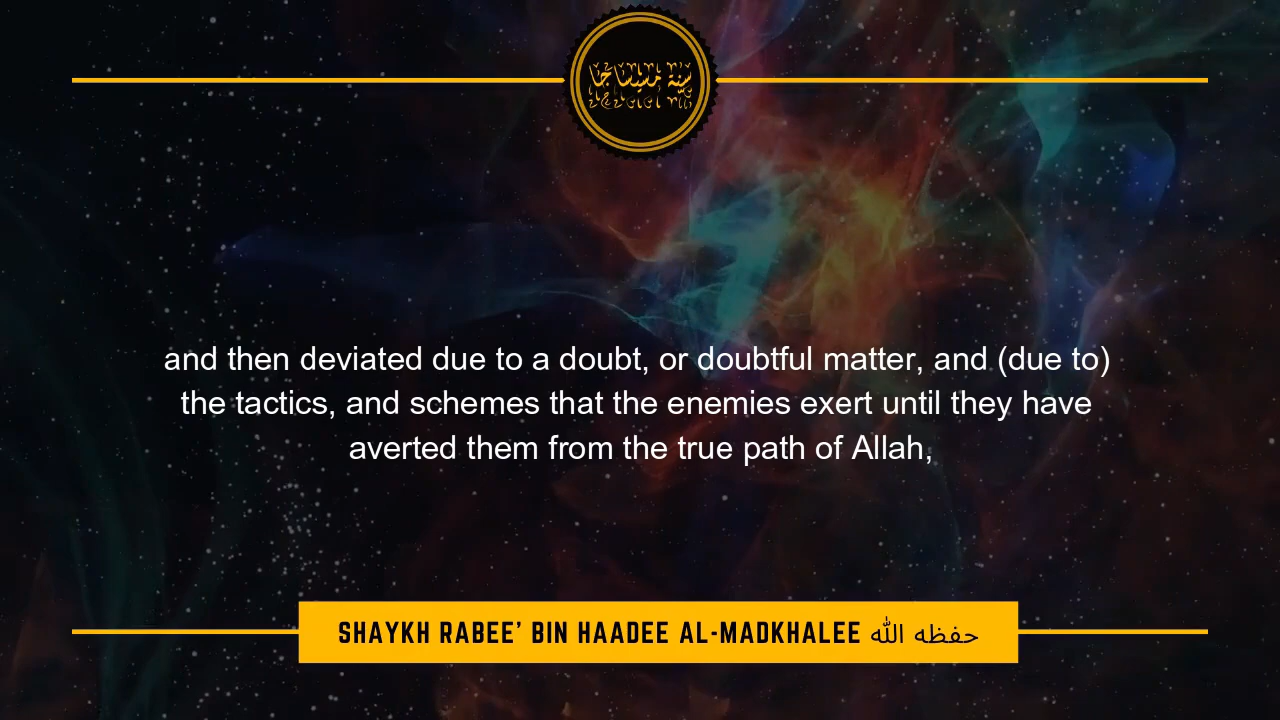 and then deviated due to a doubt, or doubtful matter, and (due to)
the tactics, and schemes that the enemies exert until they have
averted them from the true path of Allah,
SHAYKH RABEE' BIN HAADEE AL-MADKHALEE حفظه الله